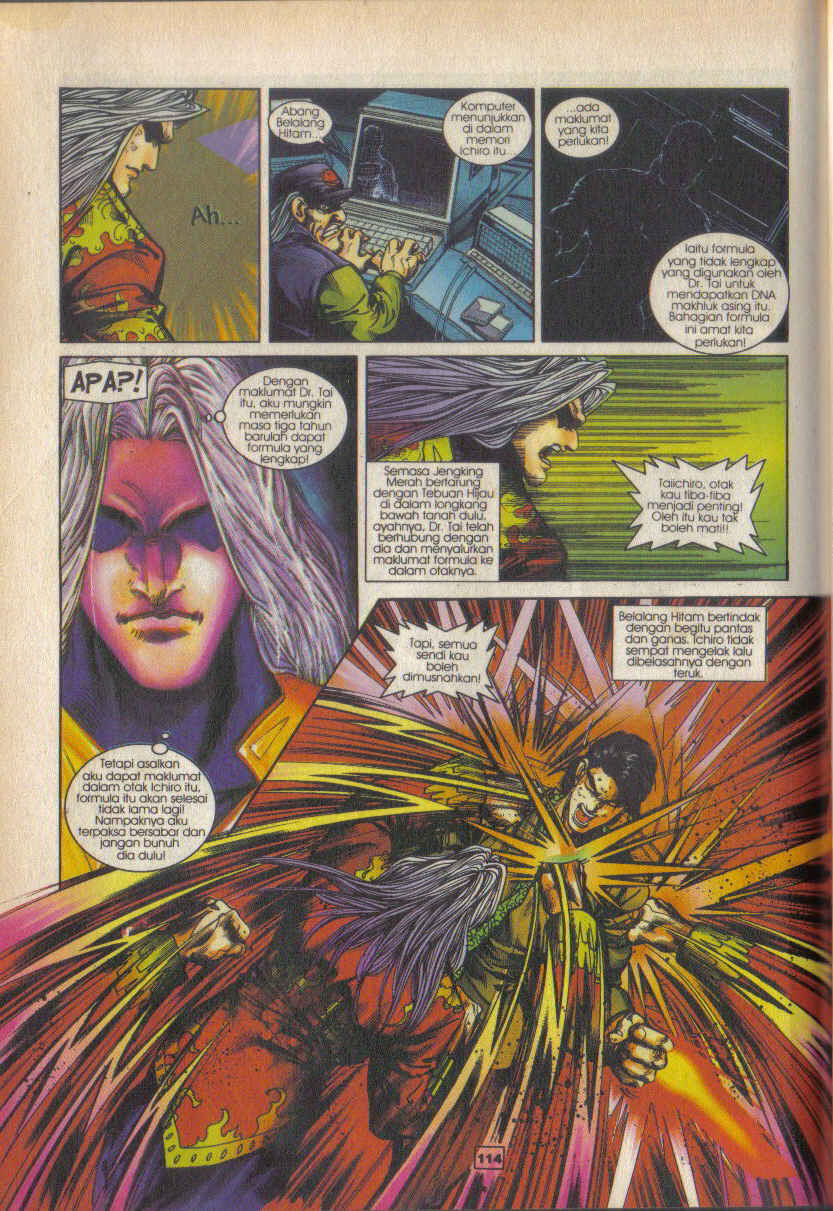 Ah...
Abang
Belalang
Hitam...
Komputer
menunjukkan
di dalam
memori
Ichiro itu...
...ada
maklumat
yang kita
perlukan!
Iaitu formula
yang tidak lengkap
yang digunakan oleh
Dr. Tai untuk
mendapatkan DNA
makhluk asing itu.
Bahagian formula
ini amat kita
perlukan!
APA?!
Dengan
maklumat Dr. Tai
itu, aku mungkin
memerlukan
masa tiga tahun
barulah dapat
formula yang
lengkap!
Tetapi asalkan
aku dapat maklumat
dalam otak Ichiro itu,
formula itu akan selesai
tidak lama lagi!
Nampaknya aku
terpaksa bersabar dan
jangan bunuh
dia dulu!
Semasa Jengking
Merah bertarung
dengan Tebuan Hijau
di dalam longkang
bawah tanah dulu,
ayahnya, Dr. Tai telah
berhubung dengan
dia dan menyalurkan
maklumat formula ke
dalam otaknya.
Taiichiro, otak
kau tiba-tiba
menjadi penting!
Oleh itu kau tak
boleh mati!!
Tapi, semua
sendi kau
boleh
dimusnahkan!
Belalang Hitam bertindak
dengan begitu pantas
dan ganas. Ichiro tidak
sempat mengelak lalu
dibelasahnya dengan
teruk.
114